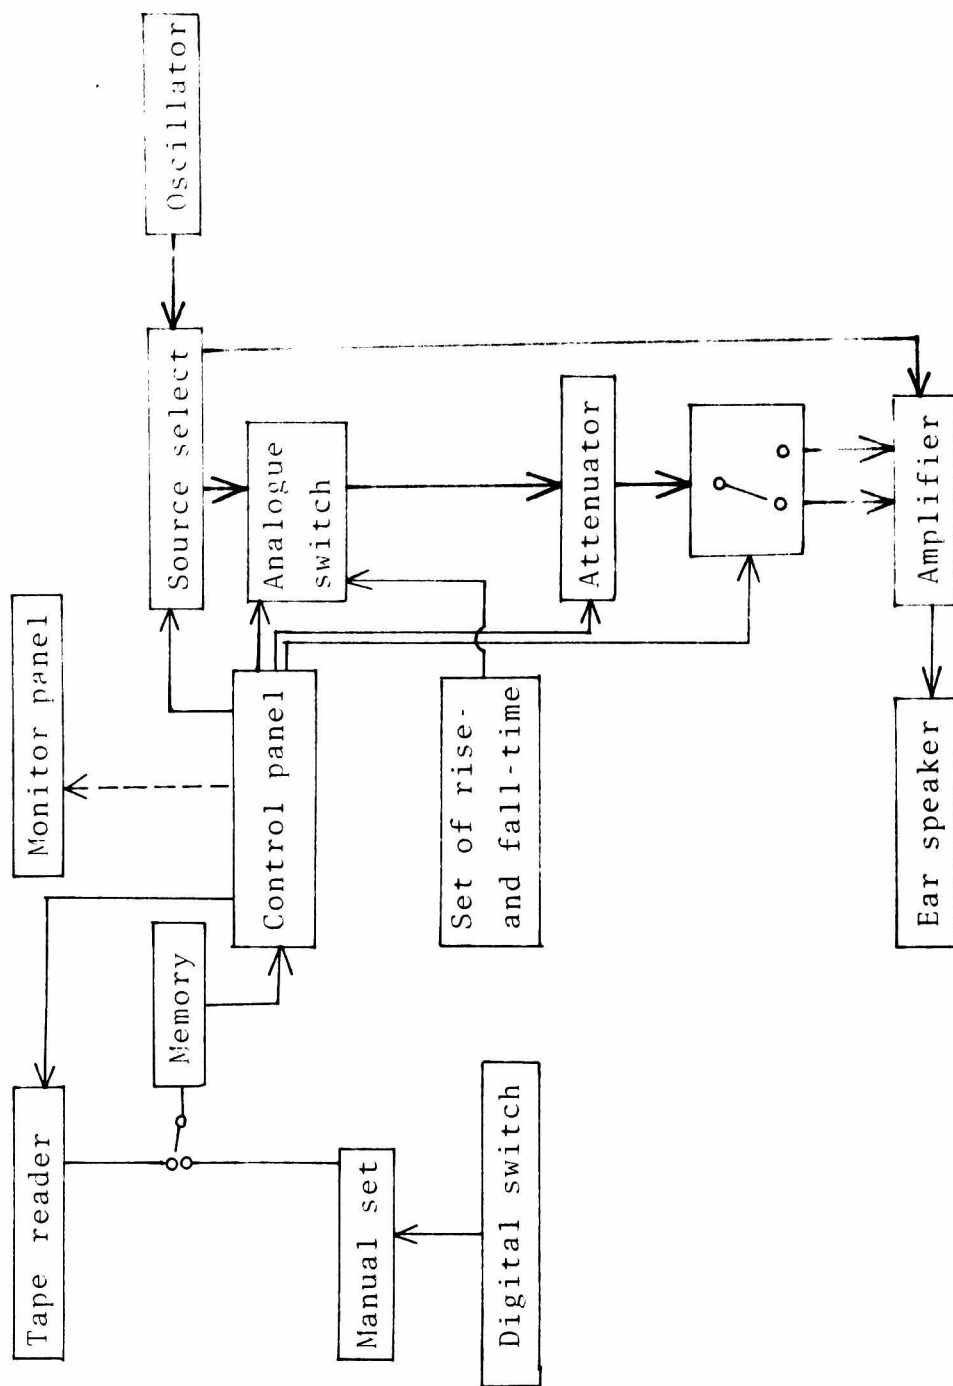 Tape reader
Monitor panel
Memory
Source select
Oscillator
Control panel
Analogue
switch
Manual set
Set of rise-
and fall-time
Digital switch
Attenuator
Ear speaker
Amplifier